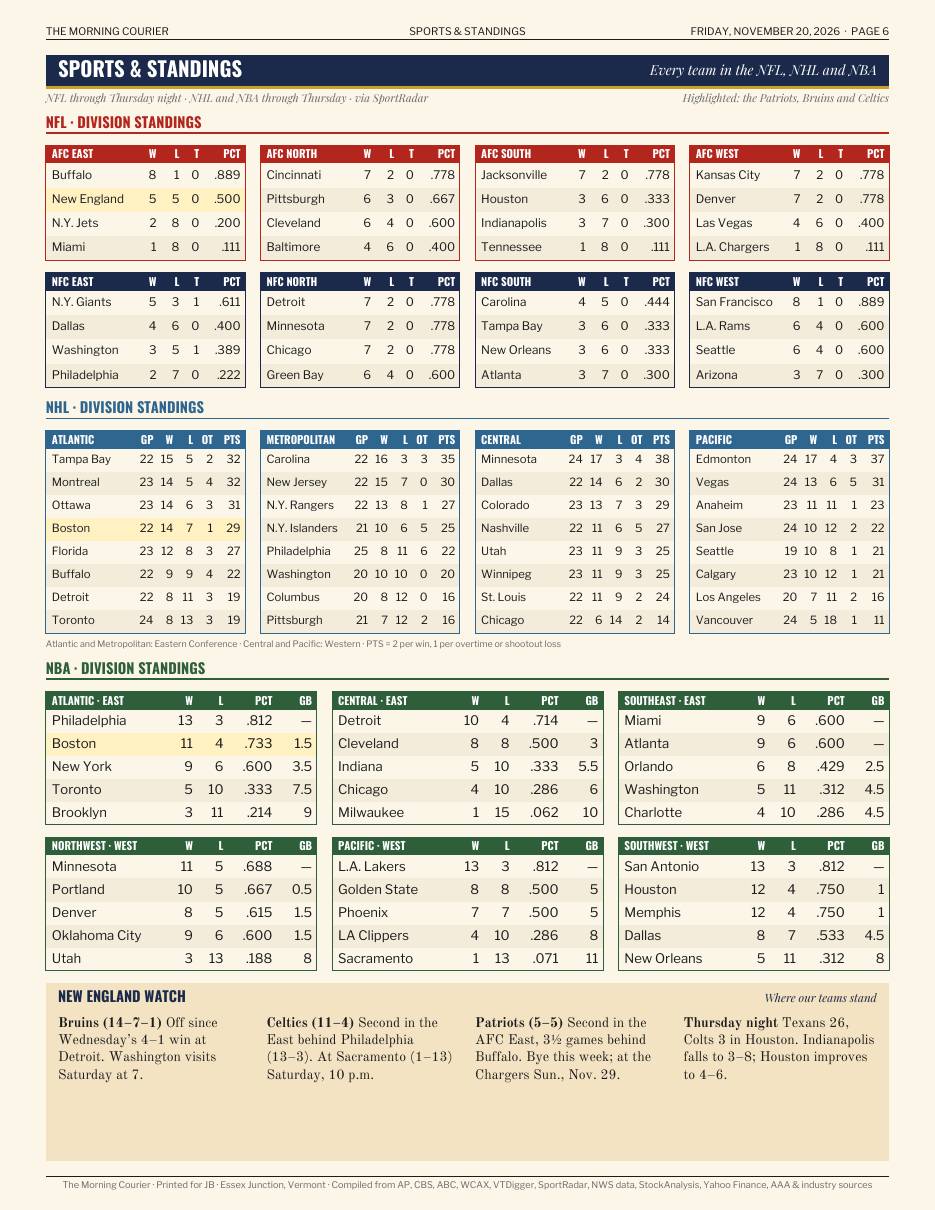 THE MORNING COURIER SPORTS & STANDINGS FRIDAY, NOVEMBER 20, 2026 · PAGE 6
SPORTS & STANDINGS Every team in the NFL, NHL and NBA
NFL through Thursday night · NHL and NBA through Thursday · via SportRadar Highlighted: the Patriots, Bruins and Celtics
NFL · DIVISION STANDINGS
AFC EAST W L T PCT
Buffalo 8 1 0 .889
New England 5 5 0 .500
N.Y. Jets 2 8 0 .200
Miami 1 8 0 .111
AFC NORTH W L T PCT
Cincinnati 7 2 0 .778
Pittsburgh 6 3 0 .667
Cleveland 6 4 0 .600
Baltimore 4 6 0 .400
AFC SOUTH W L T PCT
Jacksonville 7 2 0 .778
Houston 3 6 0 .333
Indianapolis 3 7 0 .300
Tennessee 1 8 0 .111
AFC WEST W L T PCT
Kansas City 7 2 0 .778
Denver 7 2 0 .778
Las Vegas 4 6 0 .400
L.A. Chargers 1 8 0 .111
NFC EAST W L T PCT
N.Y. Giants 5 3 1 .611
Dallas 4 6 0 .400
Washington 3 5 1 .389
Philadelphia 2 7 0 .222
NFC NORTH W L T PCT
Detroit 7 2 0 .778
Minnesota 7 2 0 .778
Chicago 7 2 0 .778
Green Bay 6 4 0 .600
NFC SOUTH W L T PCT
Carolina 4 5 0 .444
Tampa Bay 3 6 0 .333
New Orleans 3 6 0 .333
Atlanta 3 7 0 .300
NFC WEST W L T PCT
San Francisco 8 1 0 .889
L.A. Rams 6 4 0 .600
Seattle 6 4 0 .600
Arizona 3 7 0 .300
NHL · DIVISION STANDINGS
ATLANTIC GP W L OT PTS
Tampa Bay 22 15 5 2 32
Montreal 23 14 5 4 32
Ottawa 23 14 6 3 31
Boston 22 14 7 1 29
Florida 23 12 8 3 27
Buffalo 22 9 9 4 22
Detroit 22 8 11 3 19
Toronto 24 8 13 3 19
METROPOLITAN GP W L OT PTS
Carolina 22 16 3 3 35
New Jersey 22 15 7 0 30
N.Y. Rangers 22 13 8 1 27
N.Y. Islanders 21 10 6 5 25
Philadelphia 25 8 11 6 22
Washington 20 10 10 0 20
Columbus 20 8 12 0 16
Pittsburgh 21 7 12 2 16
CENTRAL GP W L OT PTS
Minnesota 24 17 3 4 38
Dallas 22 14 6 2 30
Colorado 23 13 7 3 29
Nashville 22 11 6 5 27
Utah 23 11 9 3 25
Winnipeg 23 11 9 3 25
St. Louis 22 11 9 2 24
Chicago 22 6 14 2 14
PACIFIC GP W L OT PTS
Edmonton 24 17 4 3 37
Vegas 24 13 6 5 31
Anaheim 23 11 11 1 23
San Jose 24 10 12 2 22
Seattle 19 10 8 1 21
Calgary 23 10 12 1 21
Los Angeles 20 7 11 2 16
Vancouver 24 5 18 1 11
Atlantic and Metropolitan: Eastern Conference · Central and Pacific: Western · PTS = 2 per win, 1 per overtime or shootout loss
NBA · DIVISION STANDINGS
ATLANTIC · EAST W L PCT GB
Philadelphia 13 3 .812 —
Boston 11 4 .733 1.5
New York 9 6 .600 3.5
Toronto 5 10 .333 7.5
Brooklyn 3 11 .214 9
CENTRAL · EAST W L PCT GB
Detroit 10 4 .714 —
Cleveland 8 8 .500 3
Indiana 5 10 .333 5.5
Chicago 4 10 .286 6
Milwaukee 1 15 .062 10
SOUTHEAST · EAST W L PCT GB
Miami 9 6 .600 —
Atlanta 9 6 .600 —
Orlando 6 8 .429 2.5
Washington 5 11 .312 4.5
Charlotte 4 10 .286 4.5
NORTHWEST · WEST W L PCT GB
Minnesota 11 5 .688 —
Portland 10 5 .667 0.5
Denver 8 5 .615 1.5
Oklahoma City 9 6 .600 1.5
Utah 3 13 .188 8
PACIFIC · WEST W L PCT GB
L.A. Lakers 13 3 .812 —
Golden State 8 8 .500 5
Phoenix 7 7 .500 5
LA Clippers 4 10 .286 8
Sacramento 1 13 .071 11
SOUTHWEST · WEST W L PCT GB
San Antonio 13 3 .812 —
Houston 12 4 .750 1
Memphis 12 4 .750 1
Dallas 8 7 .533 4.5
New Orleans 5 11 .312 8
NEW ENGLAND WATCH Where our teams stand
Bruins (14–7–1) Off since
Wednesday's 4–1 win at
Detroit. Washington visits
Saturday at 7.
Celtics (11–4) Second in the
East behind Philadelphia
(13–3). At Sacramento (1–13)
Saturday, 10 p.m.
Patriots (5–5) Second in the
AFC East, 3½ games behind
Buffalo. Bye this week; at the
Chargers Sun., Nov. 29.
Thursday night Texans 26,
Colts 3 in Houston. Indianapolis
falls to 3–8; Houston improves
to 4–6.
The Morning Courier · Printed for JB · Essex Junction, Vermont · Compiled from AP, CBS, ABC, WCAX, VTDigger, SportRadar, NWS data, StockAnalysis, Yahoo Finance, AAA & industry sources